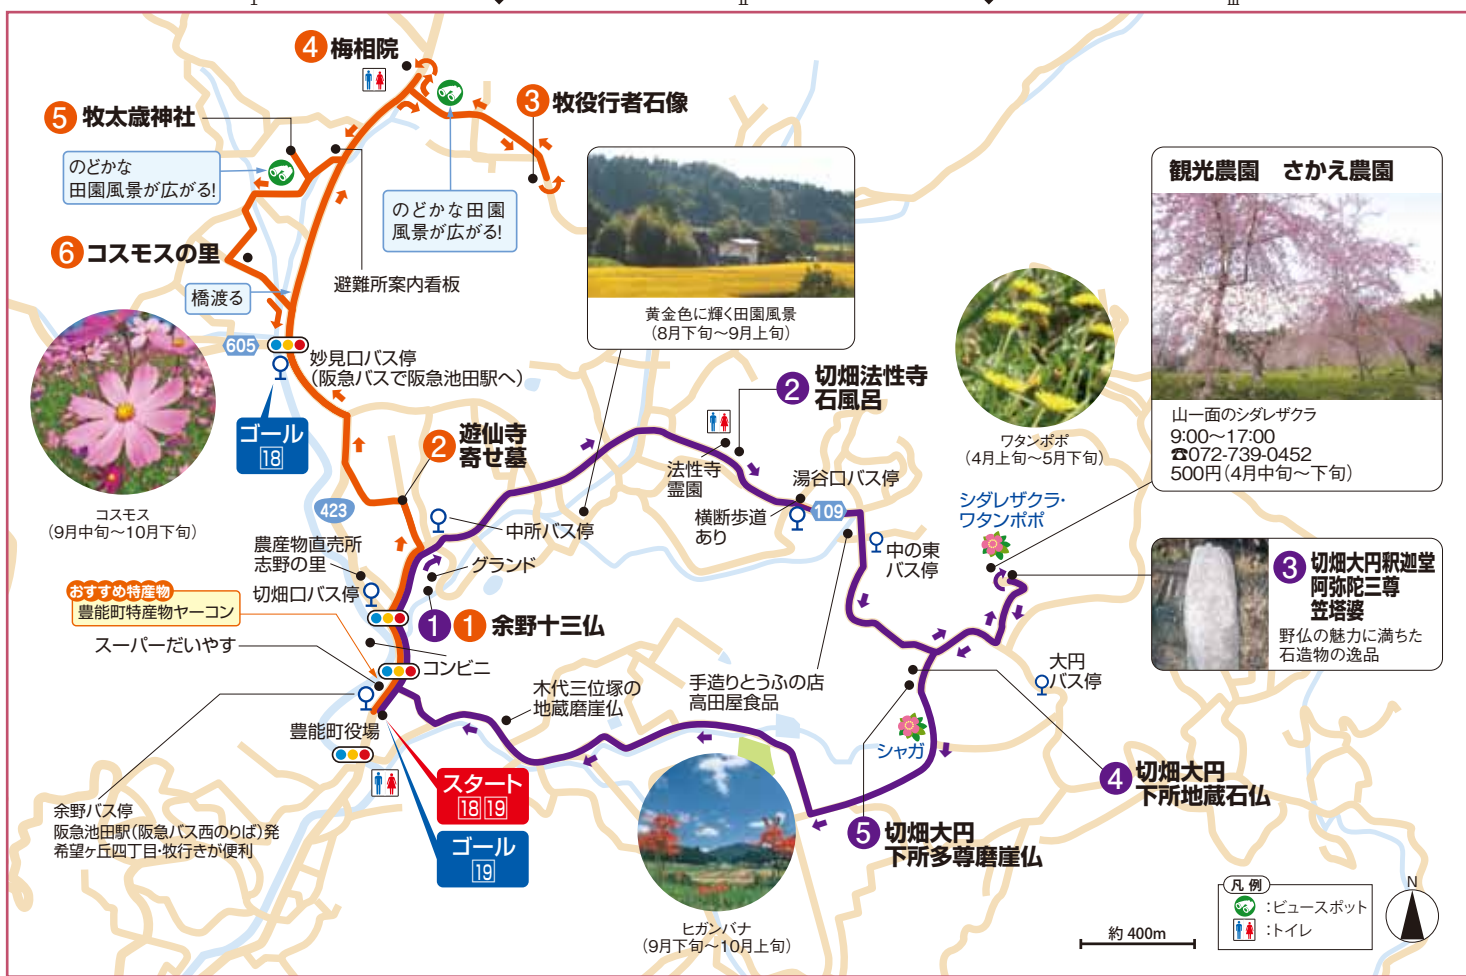 I
II
III
4 梅相院
5 牧太歳神社
3 牧役行者石像
のどかな
田園風景が広がる!
のどかな田園
風景が広がる!
6 コスモスの里
避難所案内看板
橋渡る
605
妙見口バス停
(阪急バスで阪急池田駅へ)
ゴール
18
コスモス
(9月中旬〜10月下旬)
黄金色に輝く田園風景
(8月下旬〜9月上旬)
観光農園 さかえ農園
山一面のシダレザクラ
9:00〜17:00
☎072-739-0452
500円(4月中旬〜下旬)
ワタンポポ
(4月上旬〜5月下旬)
2 切畑法性寺
石風呂
2 遊仙寺
寄せ墓
法性寺
霊園
湯谷口バス停
横断歩道
あり
109
シダレザクラ・
ワタンポポ
423
中所バス停
中の東
バス停
農産物直売所
志野の里
グランド
切畑口バス停
3 切畑大円釈迦堂
阿弥陀三尊
笠塔婆
野仏の魅力に満ちた
石造物の逸品
おすすめ特産物
豊能町特産物ヤーコン
1 1 余野十三仏
スーパーだいやす
コンビニ
木代三位塚の
地蔵磨崖仏
手造りとうふの店
高田屋食品
大円
バス停
豊能町役場
シャガ
スタート
18 19
ゴール
19
4 切畑大円
下所地蔵石仏
5 切畑大円
下所多尊磨崖仏
余野バス停
阪急池田駅(阪急バス西のりば)発
希望ヶ丘四丁目・牧行きが便利
ヒガンバナ
(9月下旬〜10月上旬)
約400m
凡例
:ビュースポット
:トイレ
N